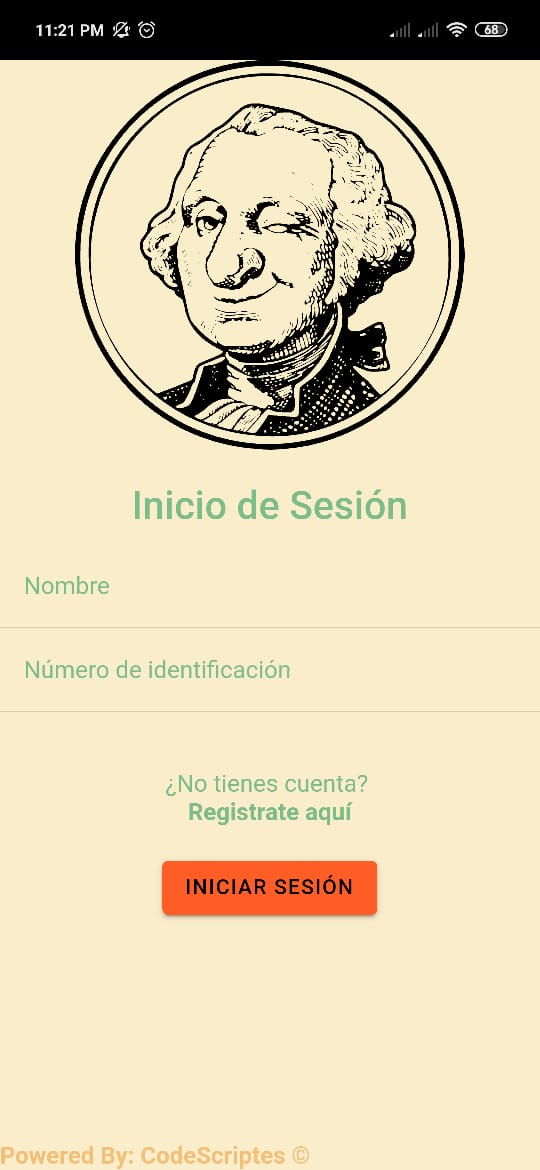 11:21 PM
68
Inicio de Sesión
Nombre
Número de identificación
¿No tienes cuenta?
Registrate aquí
INICIAR SESIÓN
Powered By: CodeScriptes ©